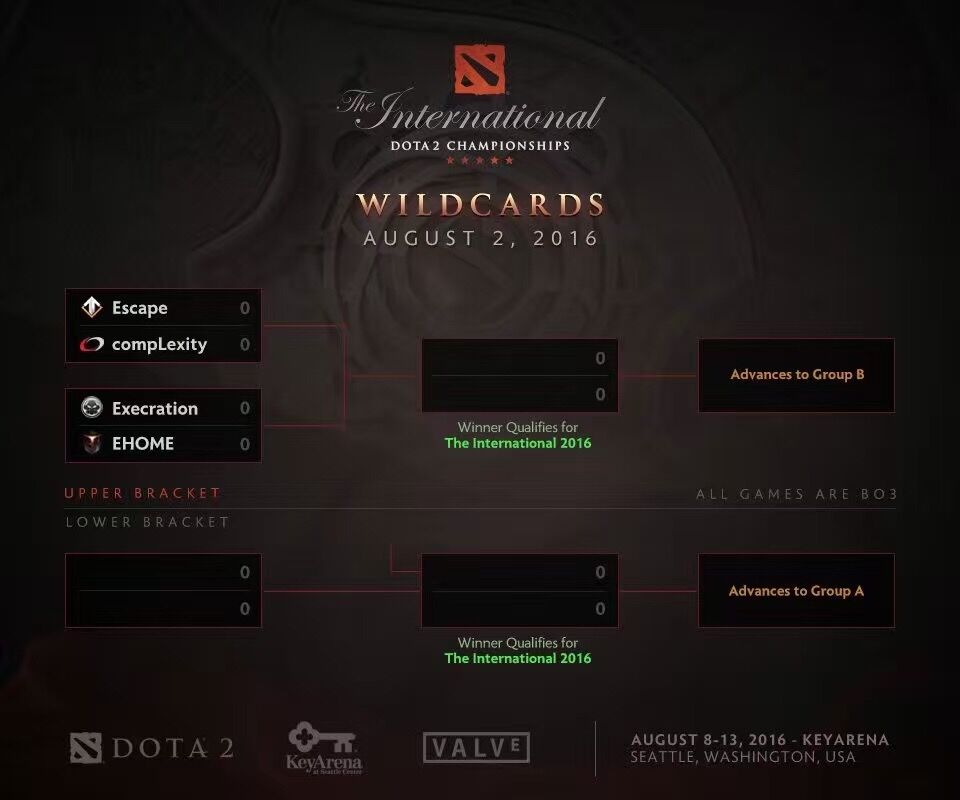 The International
DOTA 2 CHAMPIONSHIPS
WILDCARDS
AUGUST 2, 2016
Escape 0
compLexity 0
Execration 0
EHOME 0
0
0
Winner Qualifies for
The International 2016
Advances to Group B
UPPER BRACKET
ALL GAMES ARE BO3
LOWER BRACKET
0
0
0
0
Winner Qualifies for
The International 2016
Advances to Group A
DOTA 2
KeyArena
at Seattle Center
VALVE
AUGUST 8-13, 2016 - KEYARENA
SEATTLE, WASHINGTON, USA